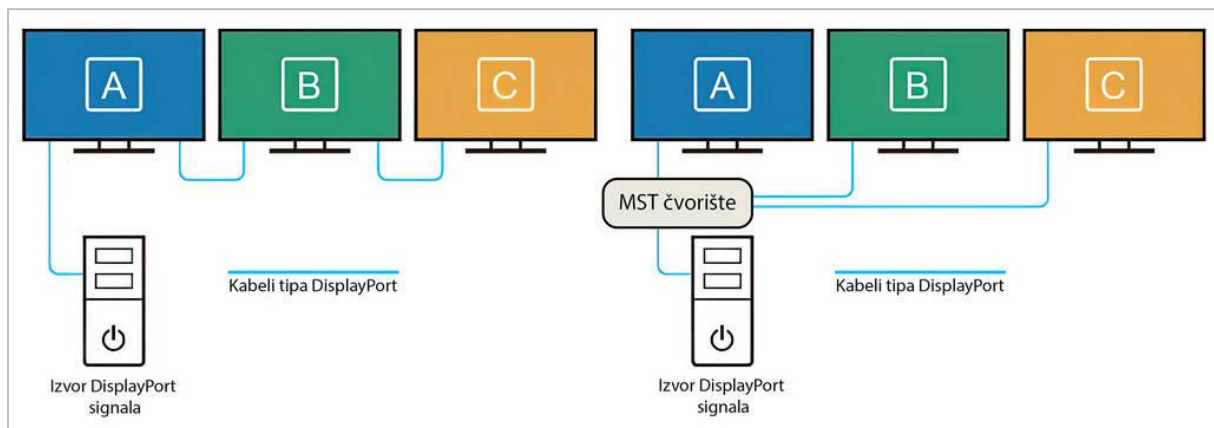 A
B
C
A
B
C
MST čvorište
Kabeli tipa DisplayPort
Kabeli tipa DisplayPort
Izvor DisplayPort
signala
Izvor DisplayPort
signala